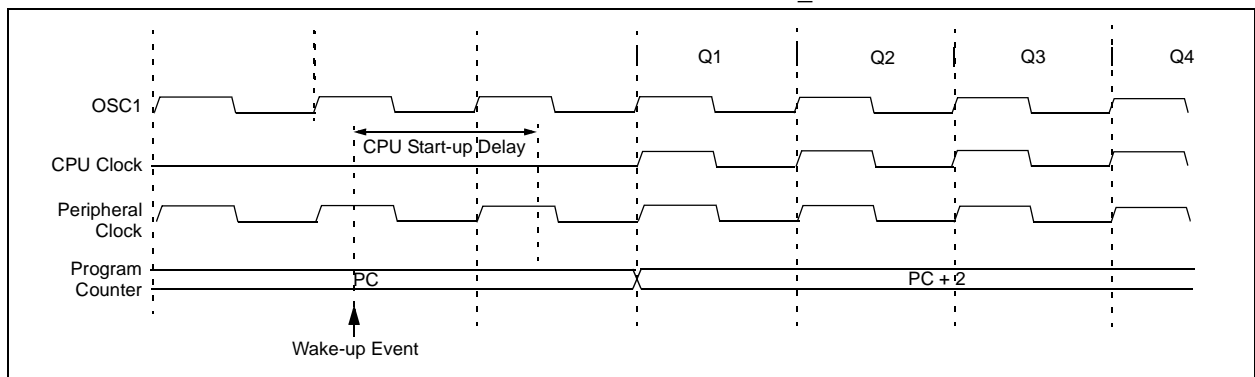 Q1 Q2 Q3 Q4
OSC1
CPU Start-up Delay
CPU Clock
Peripheral
Clock
Program
Counter
PC PC + 2
Wake-up Event